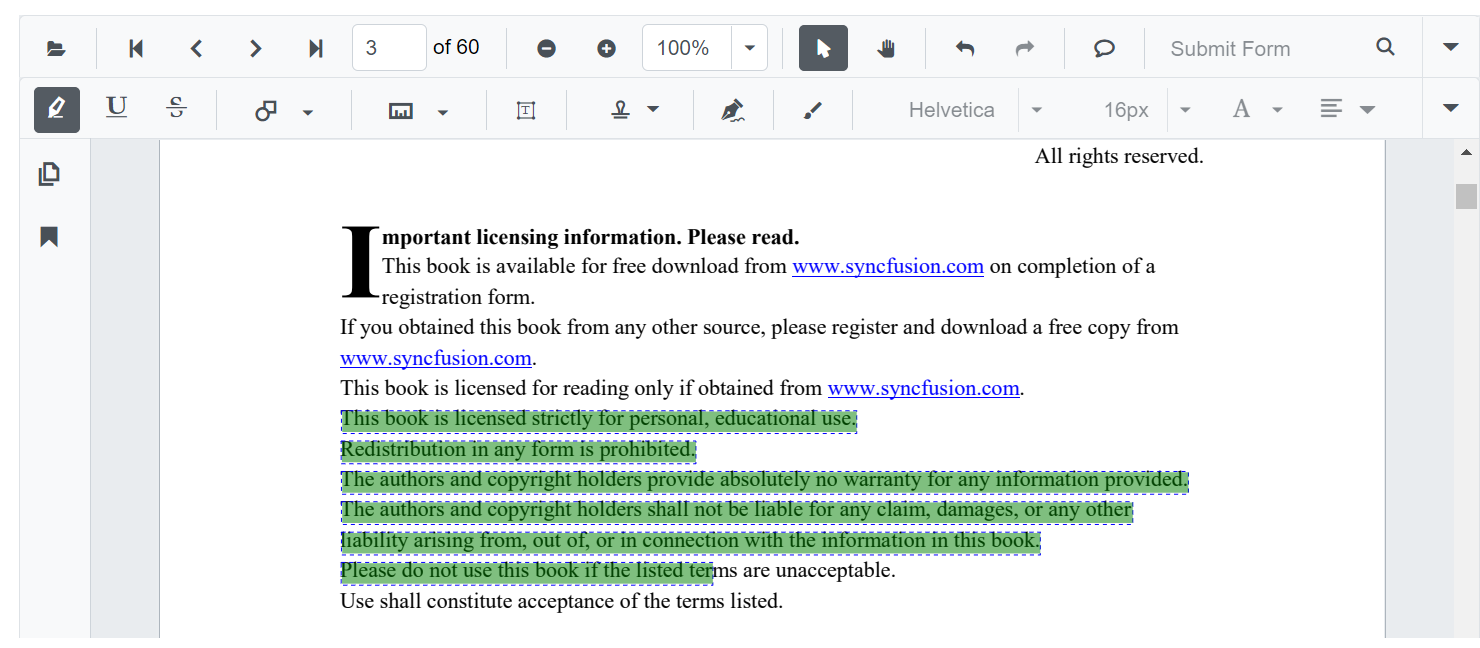 3 of 60 100% Submit Form
U S T Helvetica 16px A
All rights reserved.
Important licensing information. Please read.
This book is available for free download from www.syncfusion.com on completion of a
registration form.
If you obtained this book from any other source, please register and download a free copy from
www.syncfusion.com.
This book is licensed for reading only if obtained from www.syncfusion.com.
This book is licensed strictly for personal, educational use.
Redistribution in any form is prohibited.
The authors and copyright holders provide absolutely no warranty for any information provided.
The authors and copyright holders shall not be liable for any claim, damages, or any other
liability arising from, out of, or in connection with the information in this book.
Please do not use this book if the listed terms are unacceptable.
Use shall constitute acceptance of the terms listed.